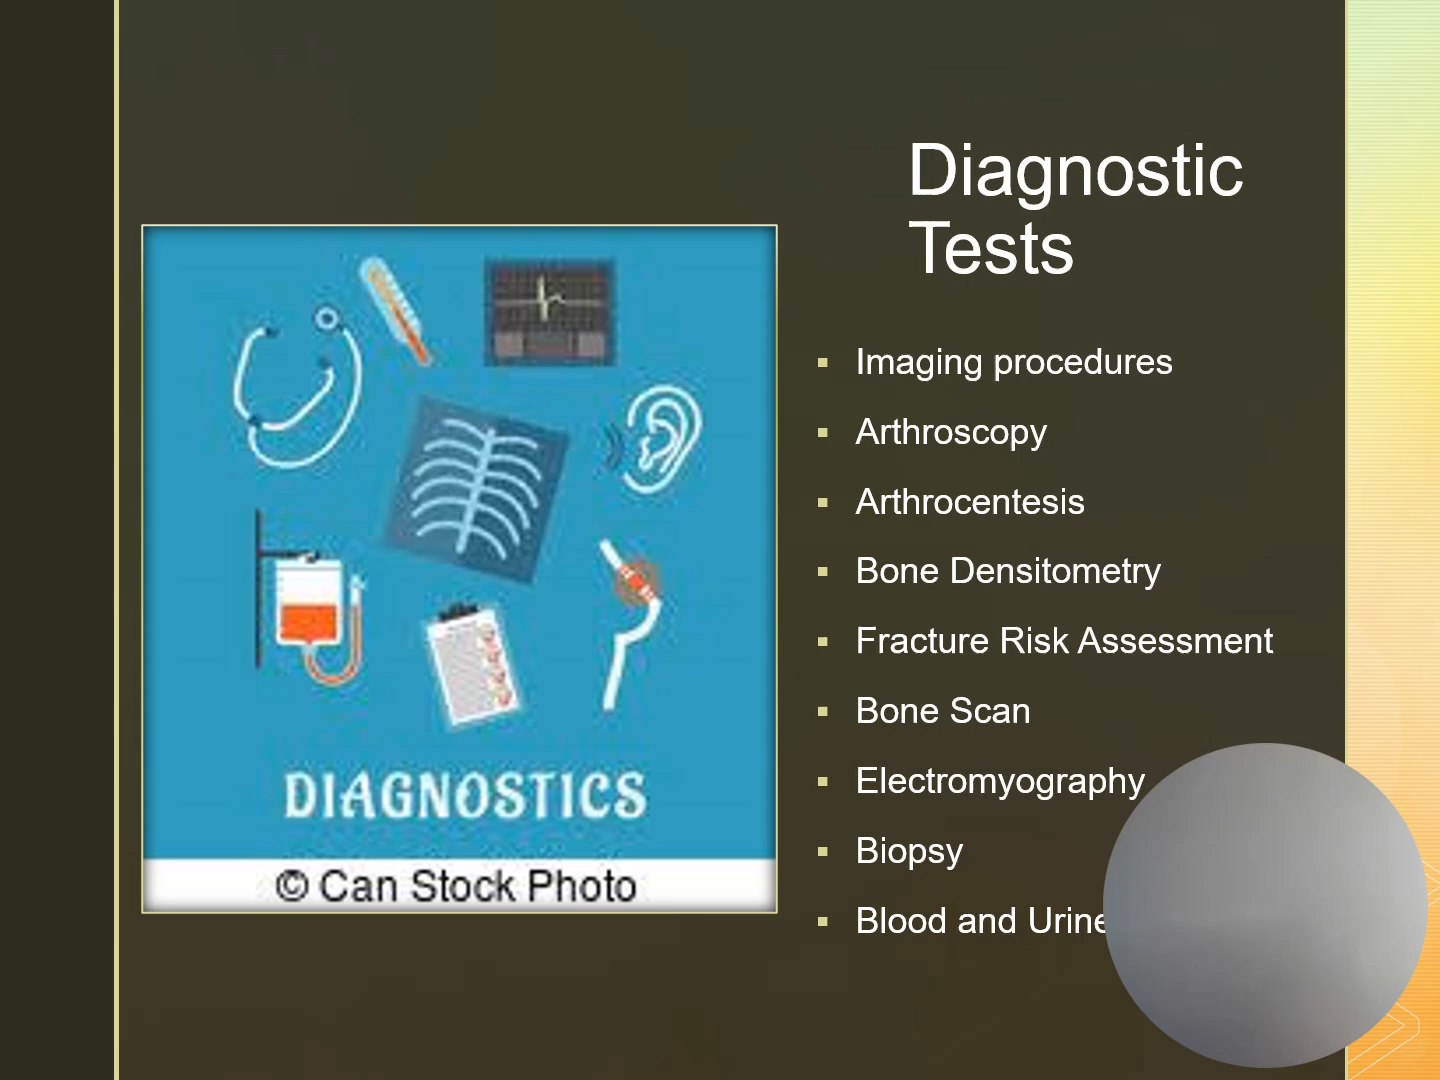 Diagnostic
Tests
Imaging procedures
Arthroscopy
Arthrocentesis
Bone Densitometry
Fracture Risk Assessment
Bone Scan
Electromyography
Biopsy
Blood and Urine
DIAGNOSTICS
© Can Stock Photo